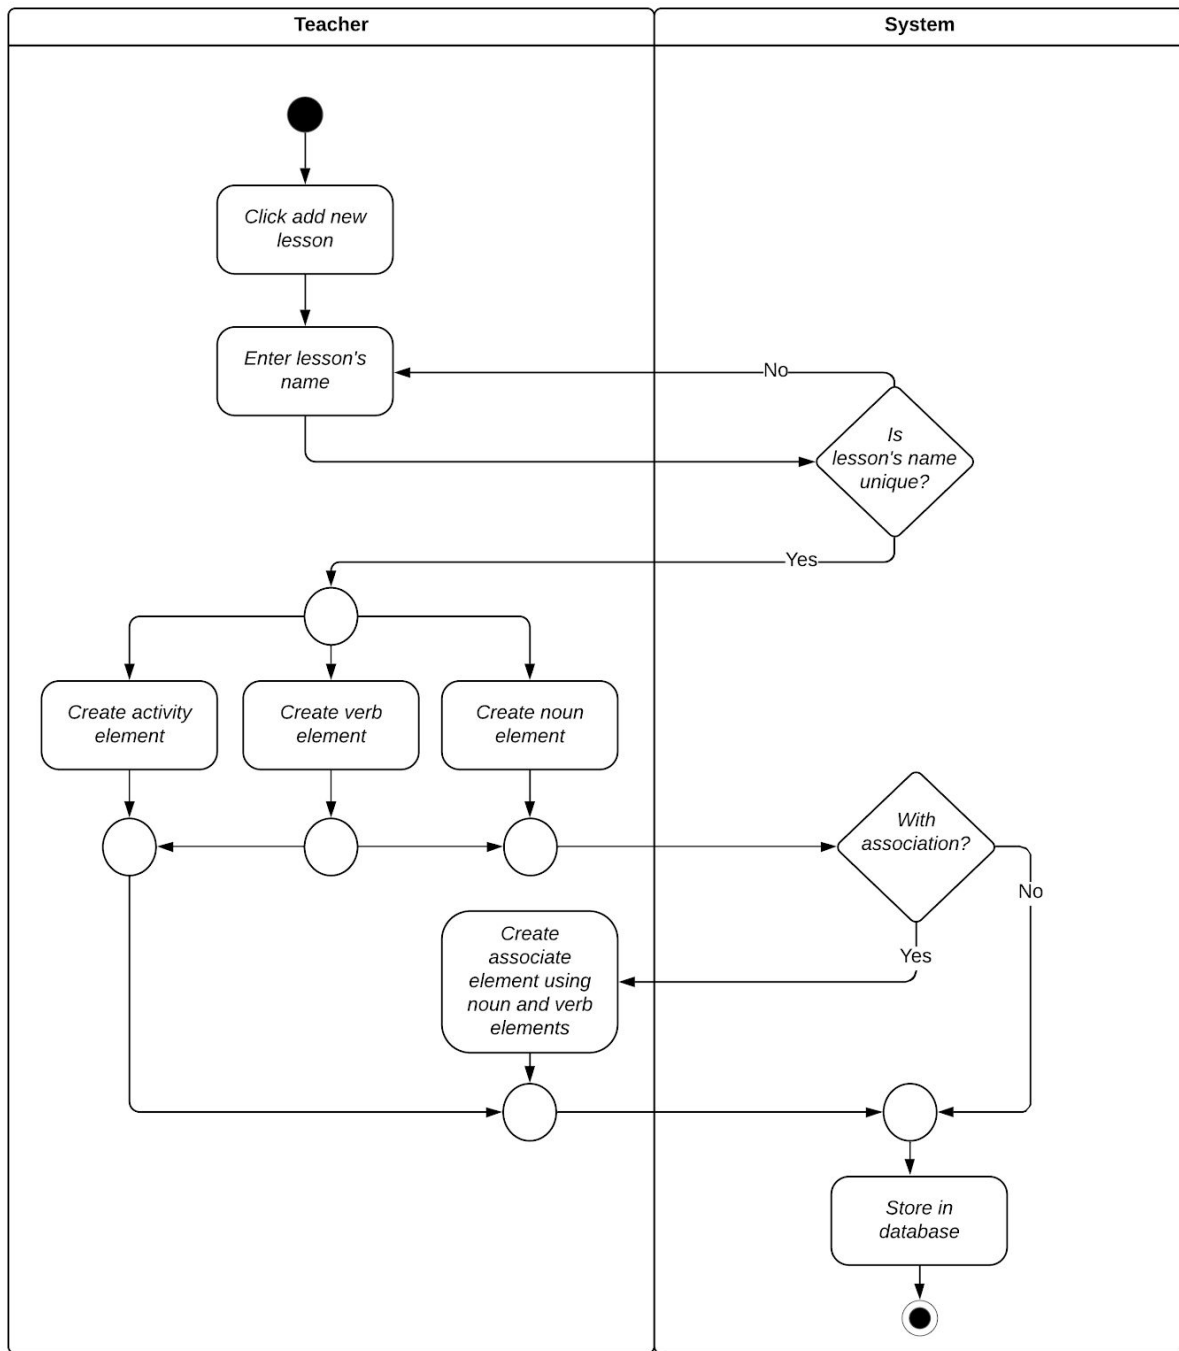 Teacher
System
Click add new
lesson
Enter lesson's
name
No
Is
lesson's name
unique?
Yes
Create activity
element
Create verb
element
Create noun
element
With
association?
No
Create
associate
element using
noun and verb
elements
Yes
Store in
database